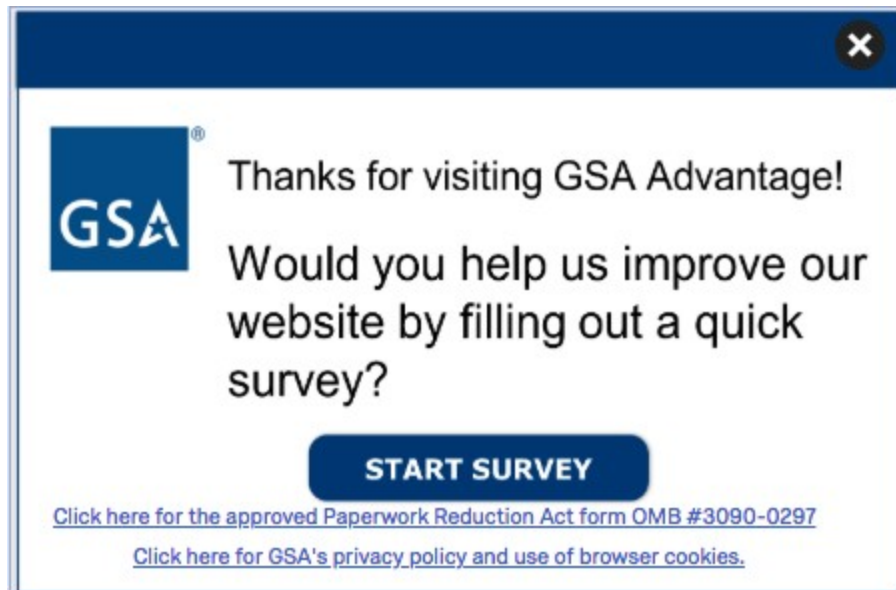 GSA®
Thanks for visiting GSA Advantage!
Would you help us improve our
website by filling out a quick
survey?
START SURVEY
Click here for the approved Paperwork Reduction Act form OMB #3090-0297
Click here for GSA's privacy policy and use of browser cookies.